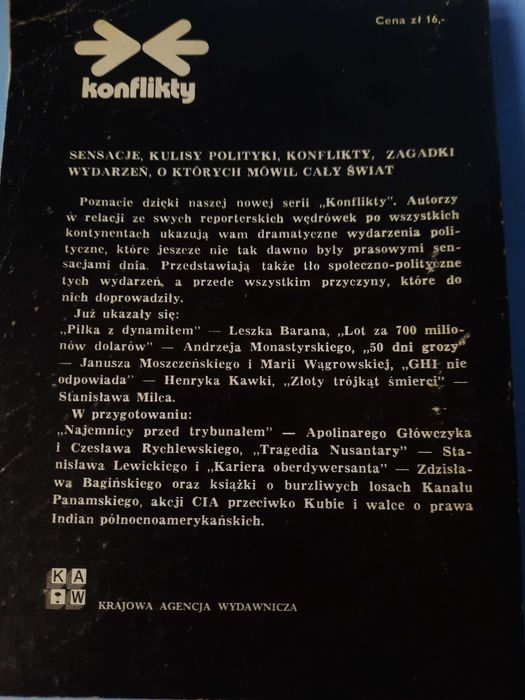 Cena zł 16,-
konflikty
SENSACJE, KULISY POLITYKI, KONFLIKTY, ZAGADKI
WYDARZEŃ, O KTÓRYCH MÓWIŁ CAŁY ŚWIAT
Poznacie dzięki naszej nowej serii „Konflikty". Autorzy
w relacji ze swych reporterskich wędrówek po wszystkich
kontynentach ukazują wam dramatyczne wydarzenia poli-
tyczne, które jeszcze nie tak dawno były prasowymi sen-
sacjami dnia. Przedstawiają także tło społeczno-polityczne
tych wydarzeń, a przede wszystkim przyczyny, które do
nich doprowadziły.
Już ukazały się:
„Piłka z dynamitem" — Leszka Barana, „Lot za 700 milio-
nów dolarów" — Andrzeja Monastyrskiego, „50 dni grozy"
— Janusza Moszczeńskiego i Marii Wągrowskiej, „GHI nie
odpowiada" — Henryka Kawki, „Złoty trójkąt śmierci" —
Stanisława Milca.
W przygotowaniu:
„Najemnicy przed trybunałem" — Apolinarego Główczyka
i Czesława Rychlewskiego, „Tragedia Nusantary" — Sta-
nisława Lewickiego i „Kariera oberdywersanta" — Zdzisła-
wa Bagińskiego oraz książki o burzliwych losach Kanału
Panamskiego, akcji CIA przeciwko Kubie i walce o prawa
Indian północnoamerykańskich.
K A
W KRAJOWA AGENCJA WYDAWNICZA